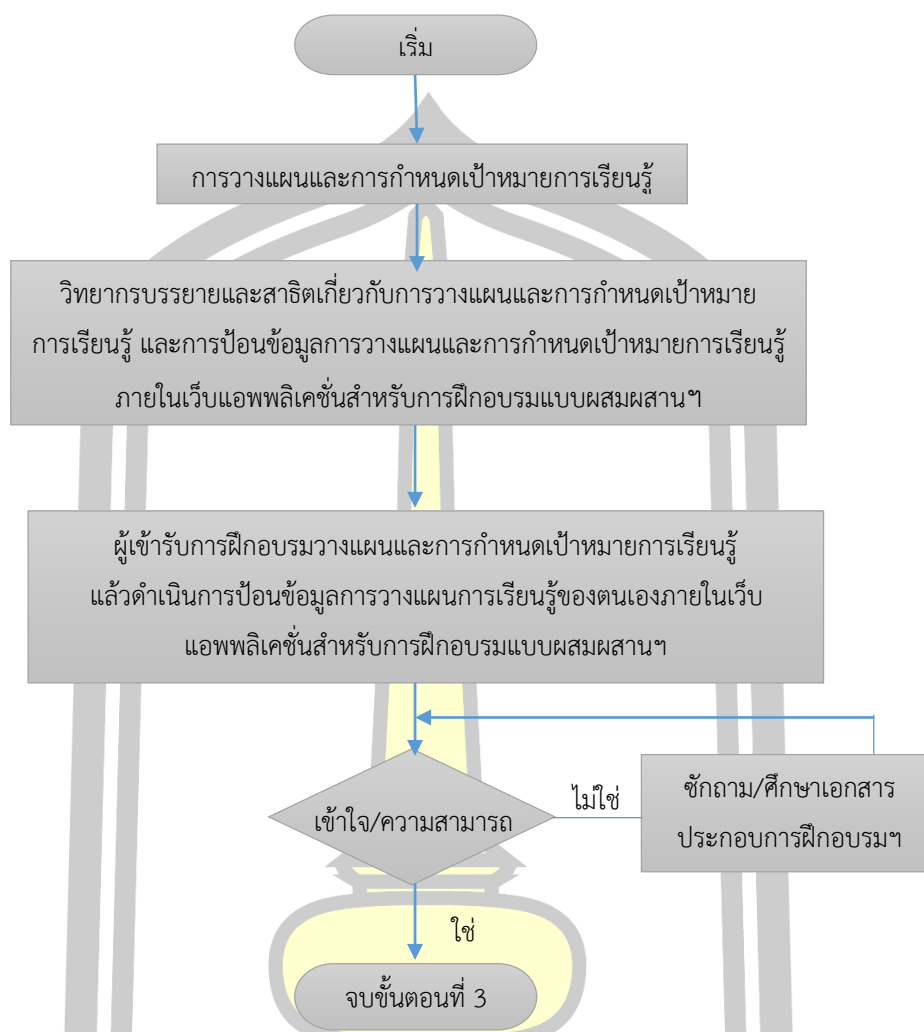 เริ่ม
การวางแผนและการกำหนดเป้าหมายการเรียนรู้
วิทยากรบรรยายและสาธิตเกี่ยวกับการวางแผนและการกำหนดเป้าหมาย
การเรียนรู้ และการป้อนข้อมูลการวางแผนและการกำหนดเป้าหมายการเรียนรู้
ภายในเว็บแอพพลิเคชั่นสำหรับการฝึกอบรมแบบผสมผสานฯ
ผู้เข้ารับการฝึกอบรมวางแผนและการกำหนดเป้าหมายการเรียนรู้
แล้วดำเนินการป้อนข้อมูลการวางแผนการเรียนรู้ของตนเองภายในเว็บ
แอพพลิเคชั่นสำหรับการฝึกอบรมแบบผสมผสานฯ
เข้าใจ/ความสามารถ
ไม่ใช่
ซักถาม/ศึกษาเอกสาร
ประกอบการฝึกอบรมฯ
ใช่
จบขั้นตอนที่ 3